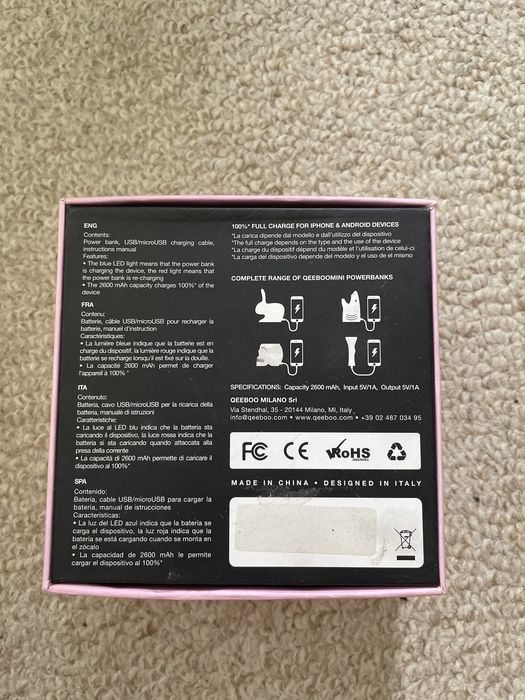 ENG
Contents:
Power bank, USB/microUSB charging cable,
instructions manual
Features:
• The blue LED light means that the power bank
is charging the device, the red light means that the
power bank is re-charging
• The 2600 mAh capacity charges 100%* of the
device
FRA
Contenu:
Batterie, câble USB/microUSB pour recharger la
batterie, manuel d'instruction
Caractéristiques:
• La lumière bleue indique que la batterie est en
charge du dispositif, la lumière rouge indique que la
batterie se recharge lorsqu'il est fixé sur la douille.
• La capacité 2600 mAh permet de charger
l'appareil à 100% *
ITA
Contenuto:
Batteria, cavo USB/microUSB per la ricarica della
batteria, manuale di istruzioni
Caratteristiche:
• La luce al LED blu indica che la batteria sta
caricando il dispositivo, la luce rossa indica che la
batteria si sta caricando quando attaccata alla
presa della corrente
• La capacità di 2600 mAh permette di caricare il
dispositivo al 100%*
SPA
Contenido:
Batería, cable USB/microUSB para cargar la
batería, manual de instrucciones
Caracteristicas:
• La luz del LED azul indica que la batería se
carga el dispositivo, la luz roja indica que la
batería se está cargando cuando se monta en
el zócalo
• La capacidad de 2600 mAh le permite
cargar el dispositivo al 100%*
100%* FULL CHARGE FOR IPHONE & ANDROID DEVICES
*La carica dipende dal modello e dall'utilizzo del dispositivo
*The full charge depends on the type and the use of the device
*La charge du dispositif dépend du modèle et l'utilisation de celui-ci
*La carga del dispositivo depende del modelo y el uso de el mismo
COMPLETE RANGE OF QEEBOOMINI POWERBANKS
SPECIFICATIONS: Capacity 2600 mAh, Input 5V/1A, Output 5V/1A
QEEBOO MILANO Srl
Via Stendhal, 35 - 20144 Milano, MI, Italy
info@qeeboo.com • www.qeeboo.com • +39 02 487 034 95
FC CE RoHS
MADE IN CHINA • DESIGNED IN ITALY